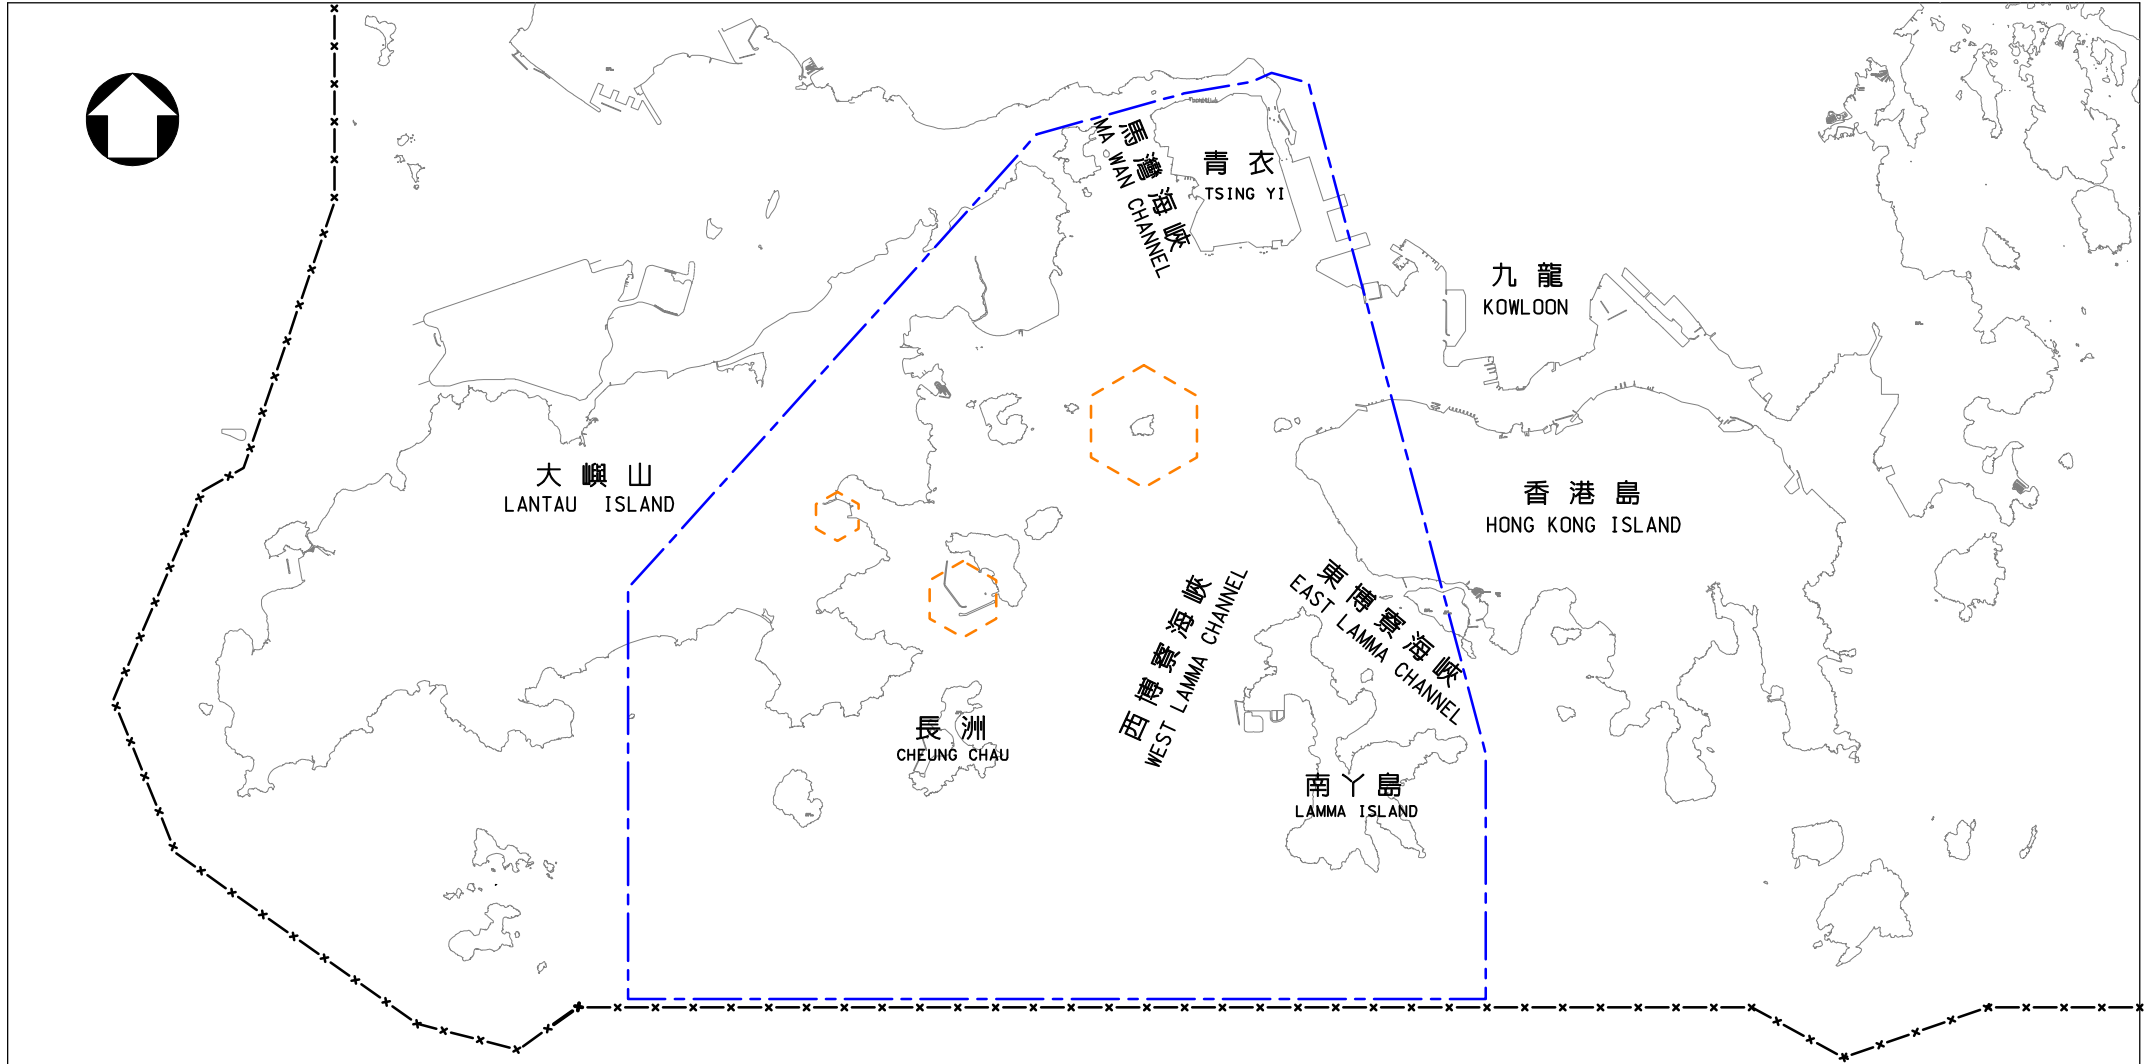 馬灣海峽
MA WAN CHANNEL
青衣
TSING YI
九龍
KOWLOON
大嶼山
LANTAU ISLAND
香港島
HONG KONG ISLAND
西博寮海峽
WEST LAMMA CHANNEL
東博寮海峽
EAST LAMMA CHANNEL
長洲
CHEUNG CHAU
南丫島
LAMMA ISLAND